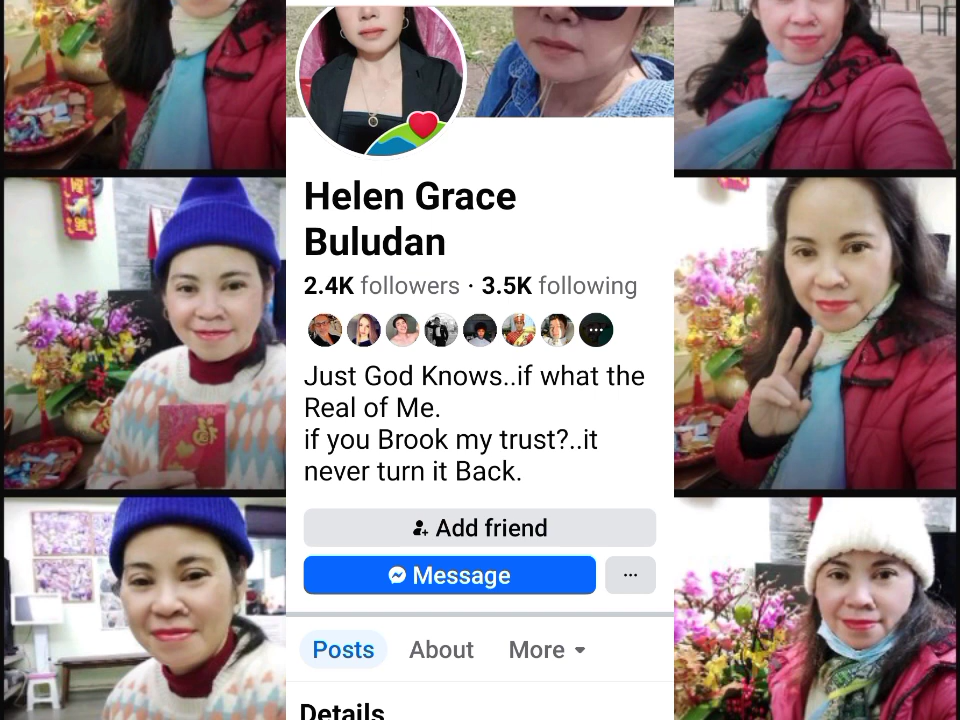 Helen Grace
Buludan
2.4K followers · 3.5K following
Just God Knows..if what the
Real of Me.
if you Brook my trust?..it
never turn it Back.
Add friend
Message
Posts
About
More
Details
福